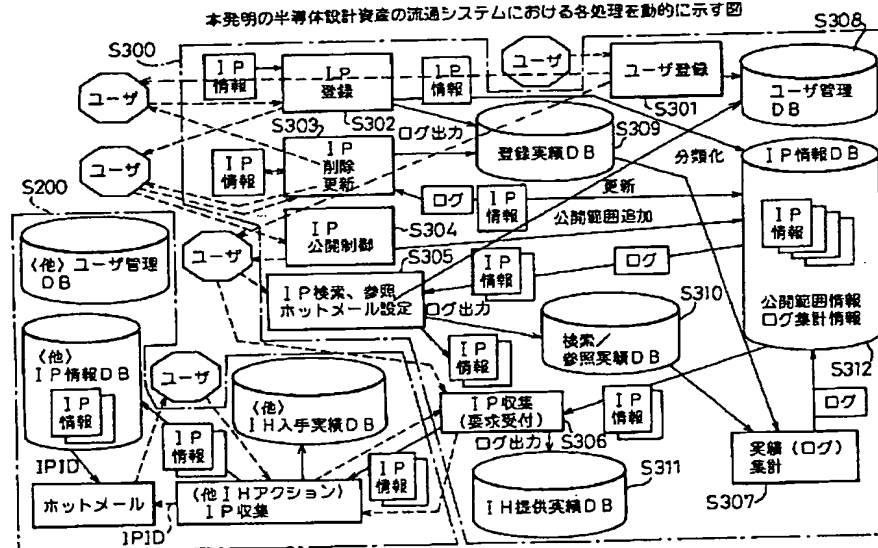 本発明の半導体設計資産の流通システムにおける各処理を動的に示す図
S300
S308
ユーザ
IP
情報
IP
登録
IP
情報
ユーザ
ユーザ登録
ユーザ管理
DB
S301
S302
S303
ログ出力
S309
登録実績DB
分類化
IP情報DB
ユーザ
IP
情報
IP
削除
更新
ログ
IP
情報
更新
公開範囲追加
IP
情報
S200
IP
公開制御
S304
S305
ユーザ
〈他〉ユーザ管理
DB
IP検索、参照
ホットメール設定
ログ出力
IP
情報
ログ
S310
検索/
参照実績DB
公開範囲情報
ログ集計情報
S312
〈他〉
IP情報DB
IP
情報
ユーザ
〈他〉
IH入手実績DB
IP
情報
IP収集
(要求受付)
IP
情報
ログ
S306
ログ出力
IPID
IP
情報
IP
情報
ホットメール
〈他IHアクション〉
IP収集
IPID
S311
IH提供実績DB
実績(ログ)
集計
S307